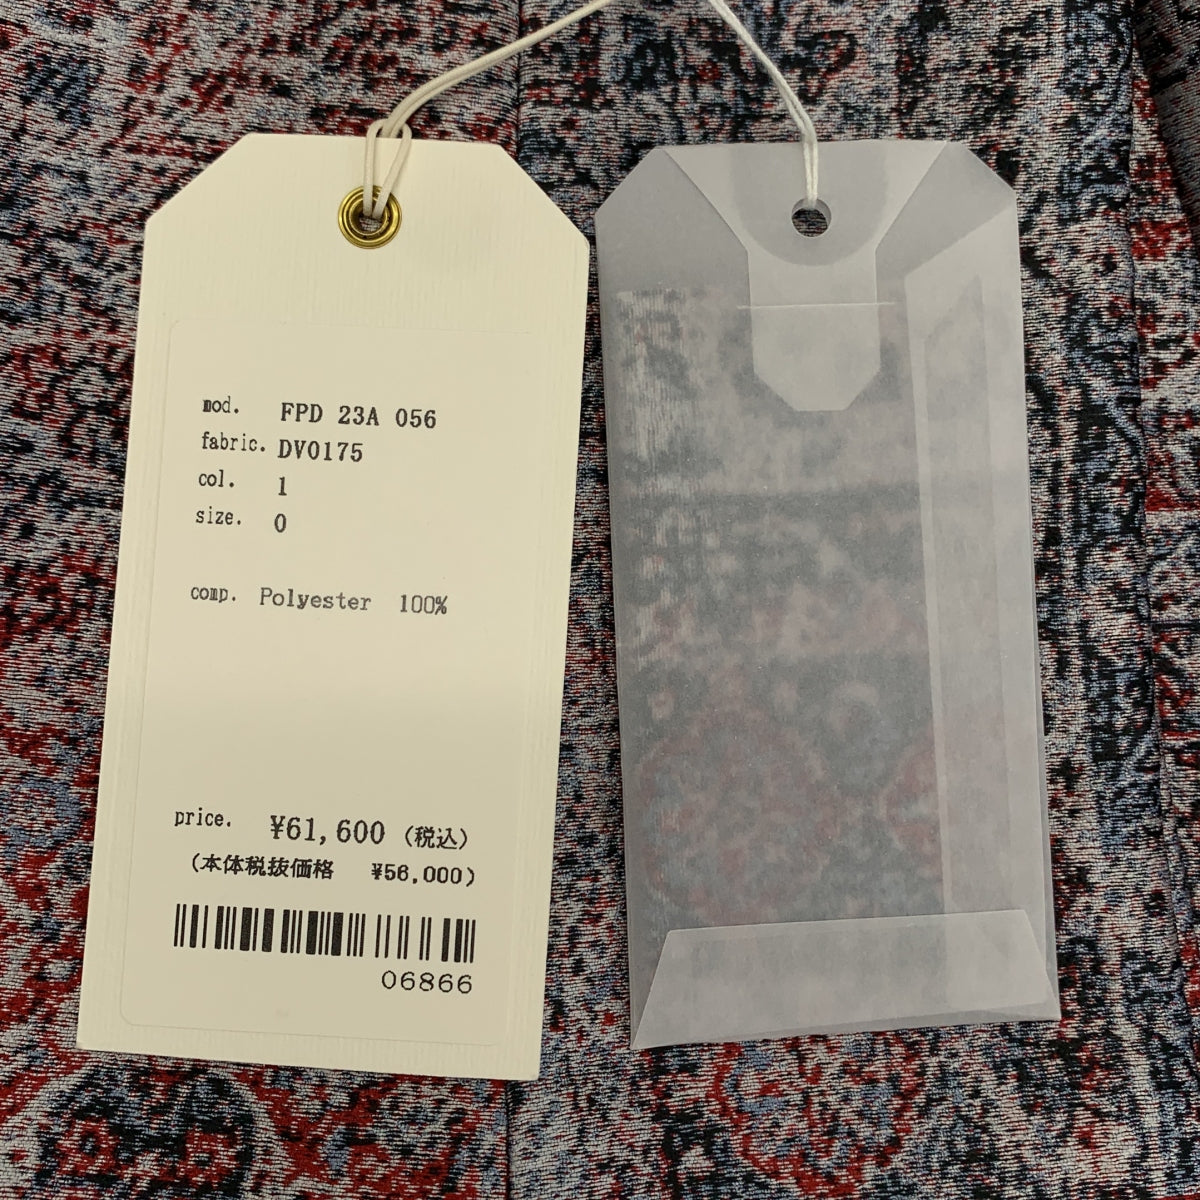 mod. FPD 23A 056
fabric. DV0175
col. 1
size. 0
comp. Polyester 100%
price. ¥61,600 (税込)
(本体税抜価格 ¥56,000)
06866